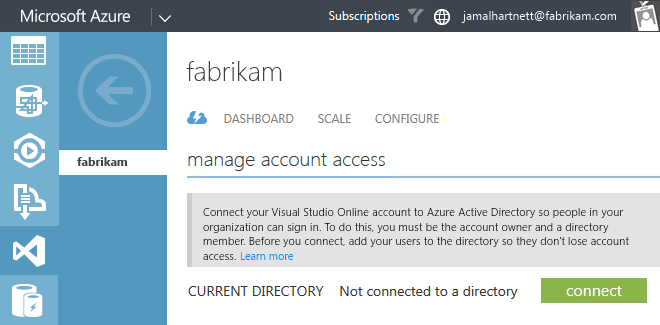 Microsoft Azure
Subscriptions
jamalhartnett@fabrikam.com
fabrikam
fabrikam
DASHBOARD SCALE CONFIGURE
manage account access
Connect your Visual Studio Online account to Azure Active Directory so people in your
organization can sign in. To do this, you must be the account owner and a directory
member. Before you connect, add your users to the directory so they don't lose account
access. Learn more
CURRENT DIRECTORY Not connected to a directory connect